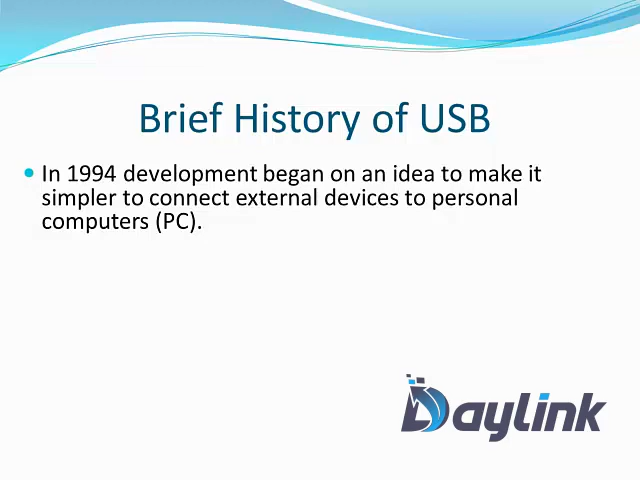 Brief History of USB
In 1994 development began on an idea to make it
simpler to connect external devices to personal
computers (PC).
Daylink